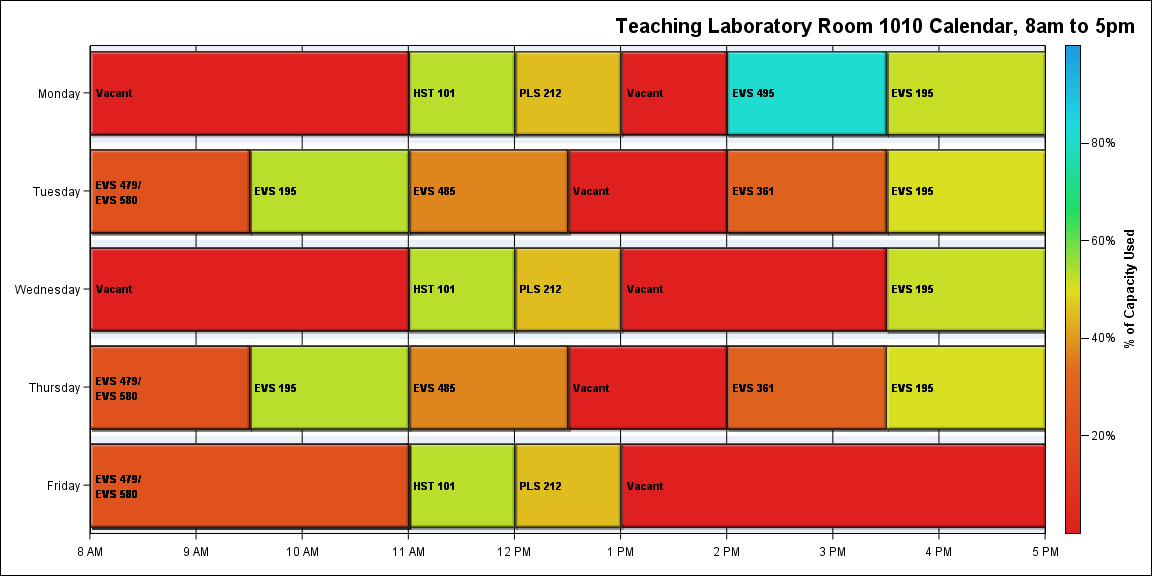 Teaching Laboratory Room 1010 Calendar, 8am to 5pm
Monday
Vacant
HST 101
PLS 212
Vacant
EVS 495
EVS 195
Tuesday
EVS 479/
EVS 580
EVS 195
EVS 485
Vacant
EVS 361
EVS 195
Wednesday
Vacant
HST 101
PLS 212
Vacant
EVS 195
Thursday
EVS 479/
EVS 580
EVS 195
EVS 485
Vacant
EVS 361
EVS 195
Friday
EVS 479/
EVS 580
HST 101
PLS 212
Vacant
8 AM
9 AM
10 AM
11 AM
12 PM
1 PM
2 PM
3 PM
4 PM
5 PM
80%
60%
40%
20%
% of Capacity Used